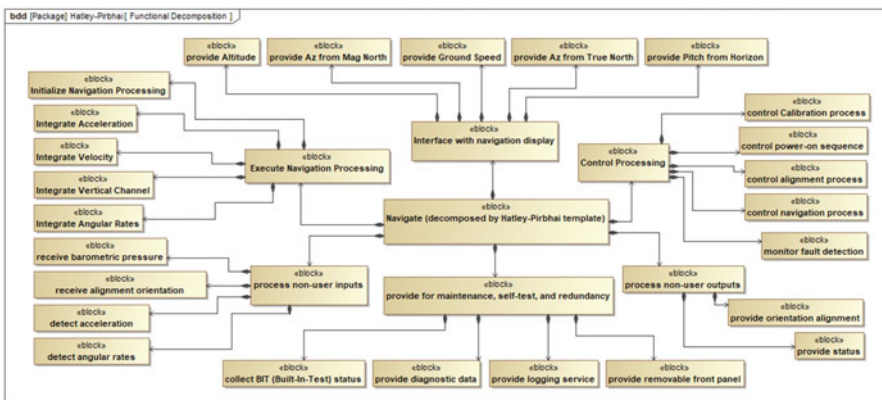 bdd [Package] Hatley-Pirbhai[ Functional Decomposition ]
«block»
provide Altitude
«block»
provide Az from Mag North
«block»
provide Ground Speed
«block»
provide Az from True North
«block»
provide Pitch from Horizon
«block»
Initialize Navigation Processing
«block»
Integrate Acceleration
«block»
Integrate Velocity
«block»
Integrate Vertical Channel
«block»
Integrate Angular Rates
«block»
Execute Navigation Processing
«block»
Interface with navigation display
«block»
Control Processing
«block»
control Calibration process
«block»
control power-on sequence
«block»
control alignment process
«block»
control navigation process
«block»
monitor fault detection
«block»
Navigate (decomposed by Hatley-Pirbhai template)
«block»
receive barometric pressure
«block»
receive alignment orientation
«block»
detect acceleration
«block»
detect angular rates
«block»
process non-user inputs
«block»
provide for maintenance, self-test, and redundancy
«block»
process non-user outputs
«block»
provide orientation alignment
«block»
provide status
«block»
collect BIT (Built-In-Test) status
«block»
provide diagnostic data
«block»
provide logging service
«block»
provide removable front panel